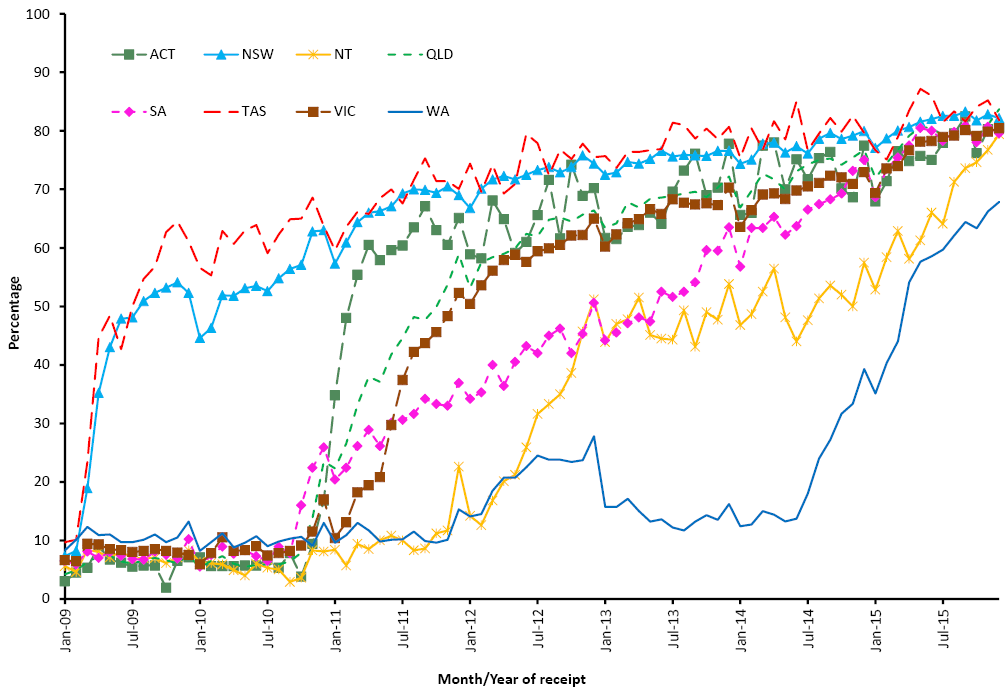 100
90
80
70
60
50
40
30
20
10
0
Percentage
ACT NSW NT QLD
SA TAS VIC WA
Jan-09 Jul-09 Jan-10 Jul-10 Jan-11 Jul-11 Jan-12 Jul-12 Jan-13 Jul-13 Jan-14 Jul-14 Jan-15 Jul-15
Month/Year of receipt